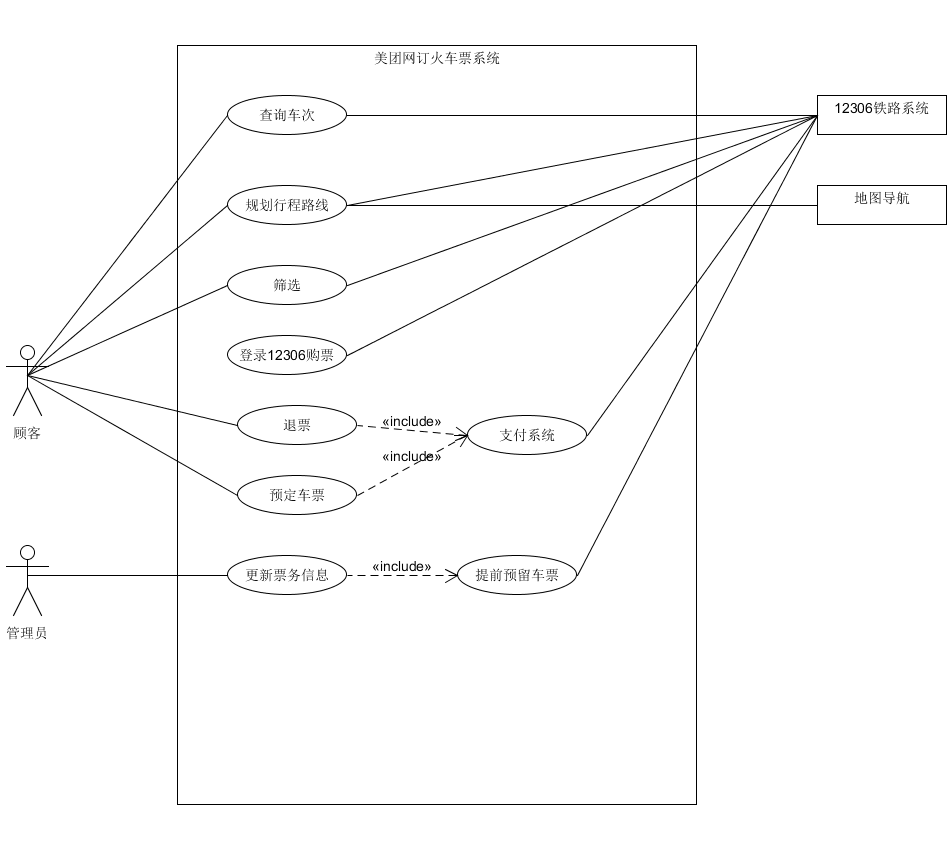 美团网订火车票系统
查询车次
12306铁路系统
规划行程路线
地图导航
筛选
登录12306购票
顾客
退票
«include»
支付系统
«include»
预定车票
更新票务信息
«include»
提前预留车票
管理员